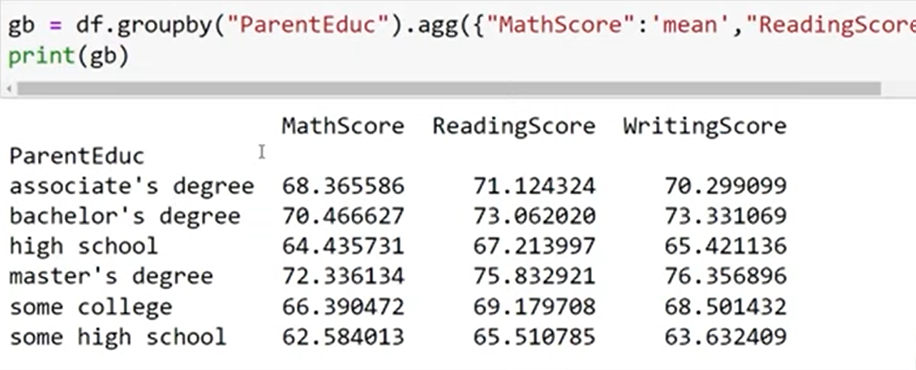 gb = df.groupby("ParentEduc").agg({"MathScore":'mean',"ReadingScore
print(gb)
MathScore ReadingScore WritingScore
ParentEduc
associate's degree 68.365586 71.124324 70.299099
bachelor's degree 70.466627 73.062020 73.331069
high school 64.435731 67.213997 65.421136
master's degree 72.336134 75.832921 76.356896
some college 66.390472 69.179708 68.501432
some high school 62.584013 65.510785 63.632409